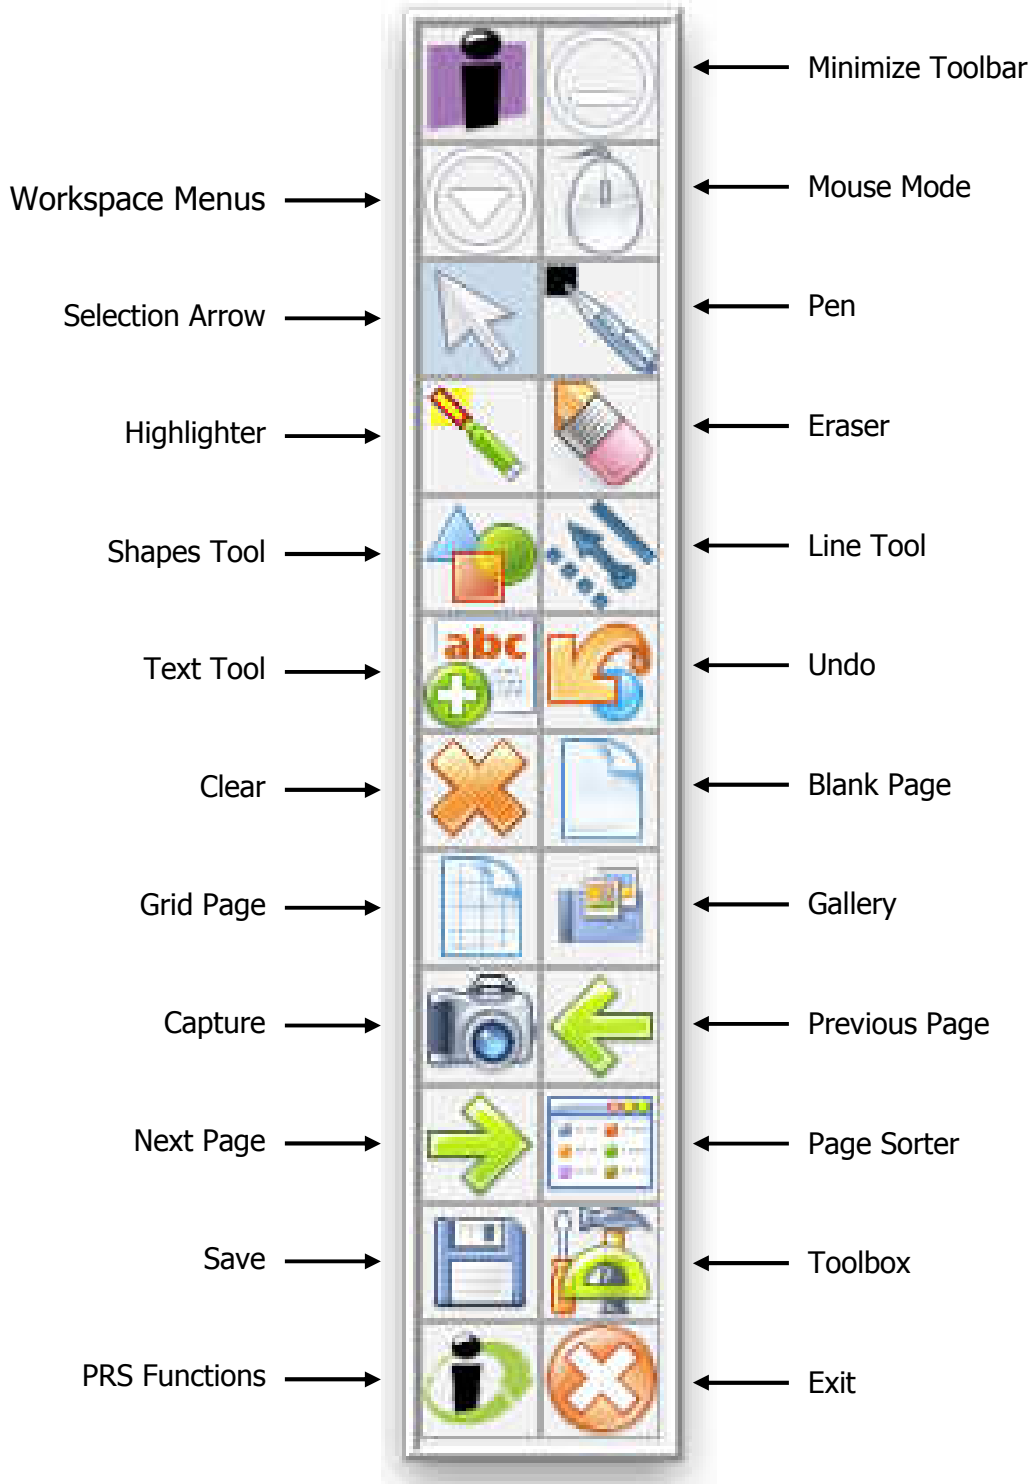 Minimize Toolbar
Workspace Menus
Mouse Mode
Selection Arrow
Pen
Highlighter
Eraser
Shapes Tool
Line Tool
abc
Text Tool
Undo
Clear
Blank Page
Grid Page
Gallery
Capture
Previous Page
Next Page
Page Sorter
Save
Toolbox
PRS Functions
Exit